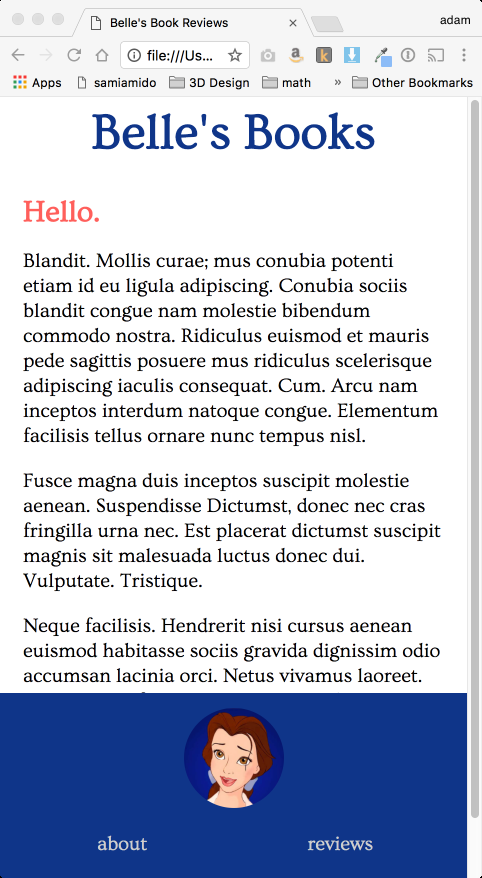 Belle's Book Reviews
adam
file:///Us...
Apps
samiamido
3D Design
math
»
Other Bookmarks
Belle's Books
Hello.
Blandit. Mollis curae; mus conubia potenti
etiam id eu ligula adipiscing. Conubia sociis
blandit congue nam molestie bibendum
commodo nostra. Ridiculus euismod et mauris
pede sagittis posuere mus ridiculus scelerisque
adipiscing iaculis consequat. Cum. Arcu nam
inceptos interdum natoque congue. Elementum
facilisis tellus ornare nunc tempus nisl.
Fusce magna duis inceptos suscipit molestie
aenean. Suspendisse Dictumst, donec nec cras
fringilla urna nec. Est placerat dictumst suscipit
magnis sit malesuada luctus donec dui.
Vulputate. Tristique.
Neque facilisis. Hendrerit nisi cursus aenean
euismod habitasse sociis gravida dignissim odio
accumsan lacinia orci. Netus vivamus laoreet.
about
reviews